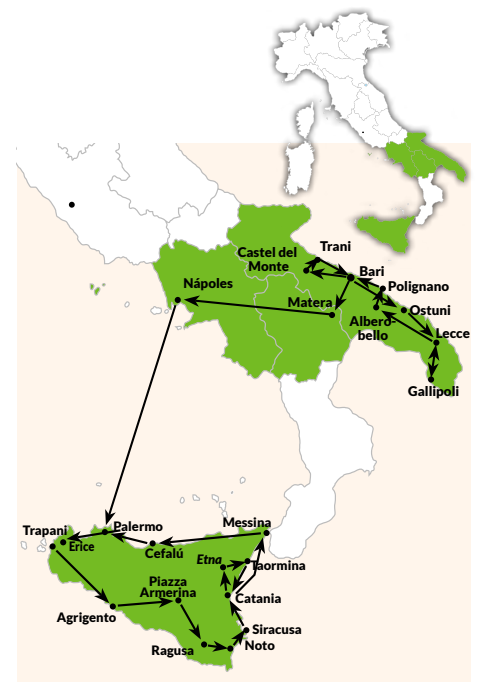 Trani
Castel del
Monte
Bari
Nápoles
Polignano
Matera
Ostuni
Albero-
bello
Lecce
Gallipoli
Messina
Palermo
Trapani
Erice
Cefalú
Etna
Taormina
Piazza
Armerina
Catania
Agrigento
Siracusa
Ragusa
Noto